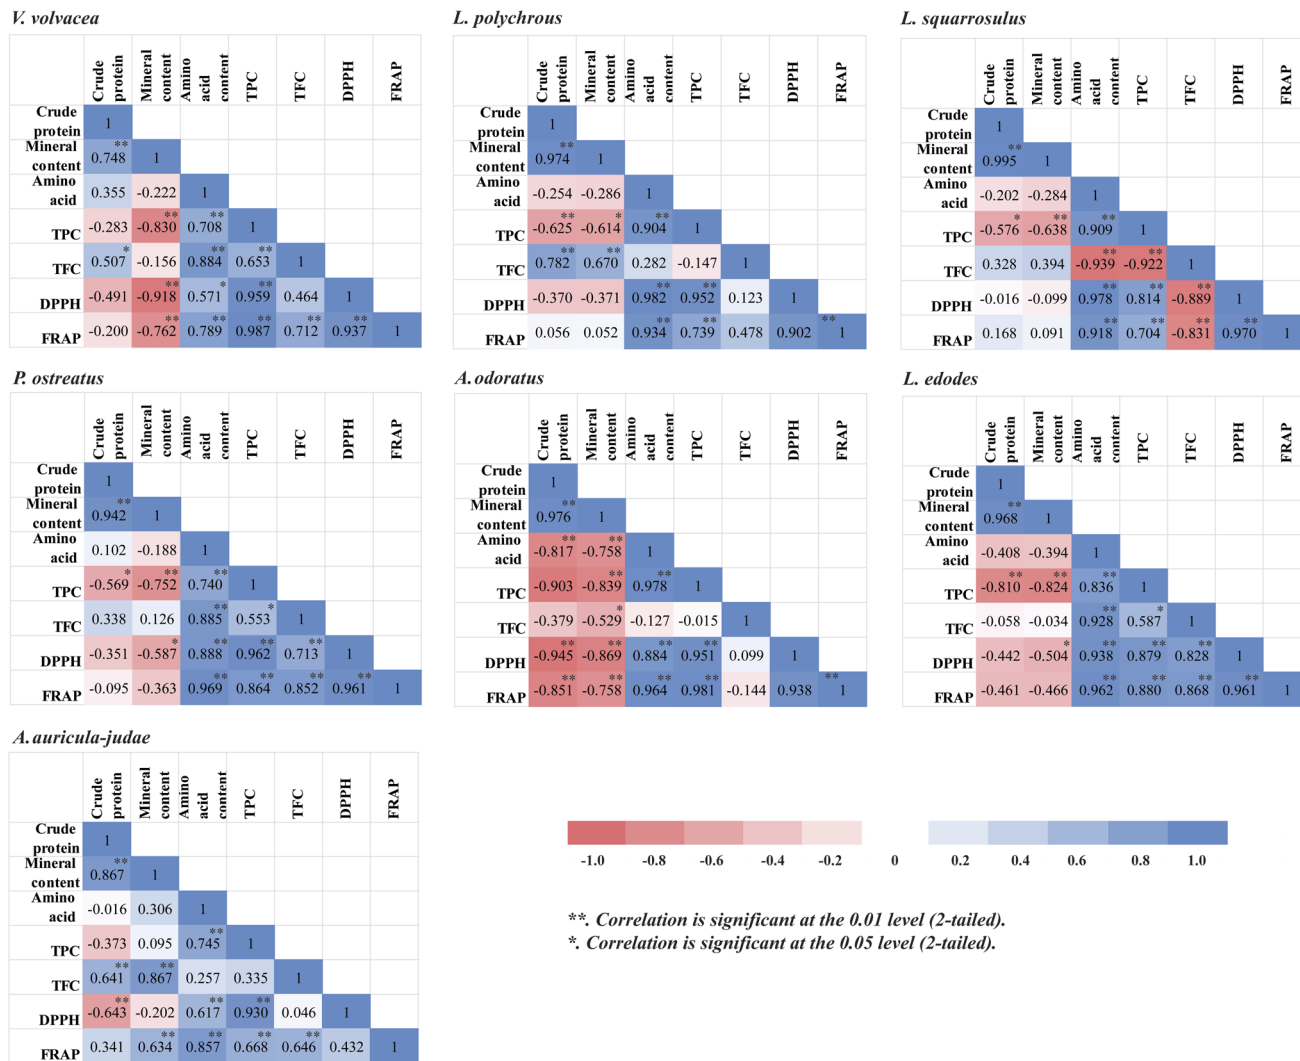 V. volvacea
Crude protein Mineral content Amino acid content TPC TFC DPPH FRAP
Crude protein 1
Mineral content 0.748** 1
Amino acid 0.355 -0.222 1
TPC -0.283 -0.830** 0.708** 1
TFC 0.507* -0.156 0.884** 0.653** 1
DPPH -0.491 -0.918** 0.571* 0.959** 0.464 1
FRAP -0.200 -0.762** 0.789** 0.987** 0.712** 0.937** 1
L. polychrous
Crude protein Mineral content Amino acid content TPC TFC DPPH FRAP
Crude protein 1
Mineral content 0.974** 1
Amino acid -0.254 -0.286 1
TPC -0.625** -0.614* 0.904** 1
TFC 0.782** 0.670** 0.282 -0.147 1
DPPH -0.370 -0.371 0.982** 0.952** 0.123 1
FRAP 0.056 0.052 0.934** 0.739** 0.478 0.902 ** 1
L. squarrosulus
Crude protein Mineral content Amino acid content TPC TFC DPPH FRAP
Crude protein 1
Mineral content 0.995** 1
Amino acid -0.202 -0.284 1
TPC -0.576* -0.638** 0.909** 1
TFC 0.328 0.394 -0.939** -0.922** 1
DPPH -0.016 -0.099 0.978** 0.814** -0.889** 1
FRAP 0.168 0.091 0.918** 0.704** -0.831** 0.970** 1
P. ostreatus
Crude protein Mineral content Amino acid content TPC TFC DPPH FRAP
Crude protein 1
Mineral content 0.942** 1
Amino acid 0.102 -0.188 1
TPC -0.569* -0.752** 0.740** 1
TFC 0.338 0.126 0.885** 0.553* 1
DPPH -0.351 -0.587* 0.888** 0.962** 0.713** 1
FRAP -0.095 -0.363 0.969** 0.864** 0.852** 0.961** 1
A. odoratus
Crude protein Mineral content Amino acid content TPC TFC DPPH FRAP
Crude protein 1
Mineral content 0.976** 1
Amino acid -0.817** -0.758** 1
TPC -0.903 -0.839** 0.978** 1
TFC -0.379 -0.529* -0.127 -0.015 1
DPPH -0.945** -0.869** 0.884** 0.951** 0.099 1
FRAP -0.851** -0.758** 0.964** 0.981** -0.144 0.938 ** 1
L. edodes
Crude protein Mineral content Amino acid content TPC TFC DPPH FRAP
Crude protein 1
Mineral content 0.968** 1
Amino acid -0.408 -0.394 1
TPC -0.810** -0.824** 0.836** 1
TFC -0.058 -0.034 0.928** 0.587* 1
DPPH -0.442 -0.504* 0.938** 0.879** 0.828** 1
FRAP -0.461 -0.466 0.962** 0.880** 0.868** 0.961** 1
A. auricula-judae
Crude protein Mineral content Amino acid content TPC TFC DPPH FRAP
Crude protein 1
Mineral content 0.867** 1
Amino acid -0.016 0.306 1
TPC -0.373 0.095 0.745** 1
TFC 0.641** 0.867** 0.257 0.335 1
DPPH -0.643** -0.202 0.617** 0.930** 0.046 1
FRAP 0.341 0.634** 0.857** 0.668** 0.646** 0.432 1
-1.0 -0.8 -0.6 -0.4 -0.2 0 0.2 0.4 0.6 0.8 1.0
**. Correlation is significant at the 0.01 level (2-tailed).
*. Correlation is significant at the 0.05 level (2-tailed).